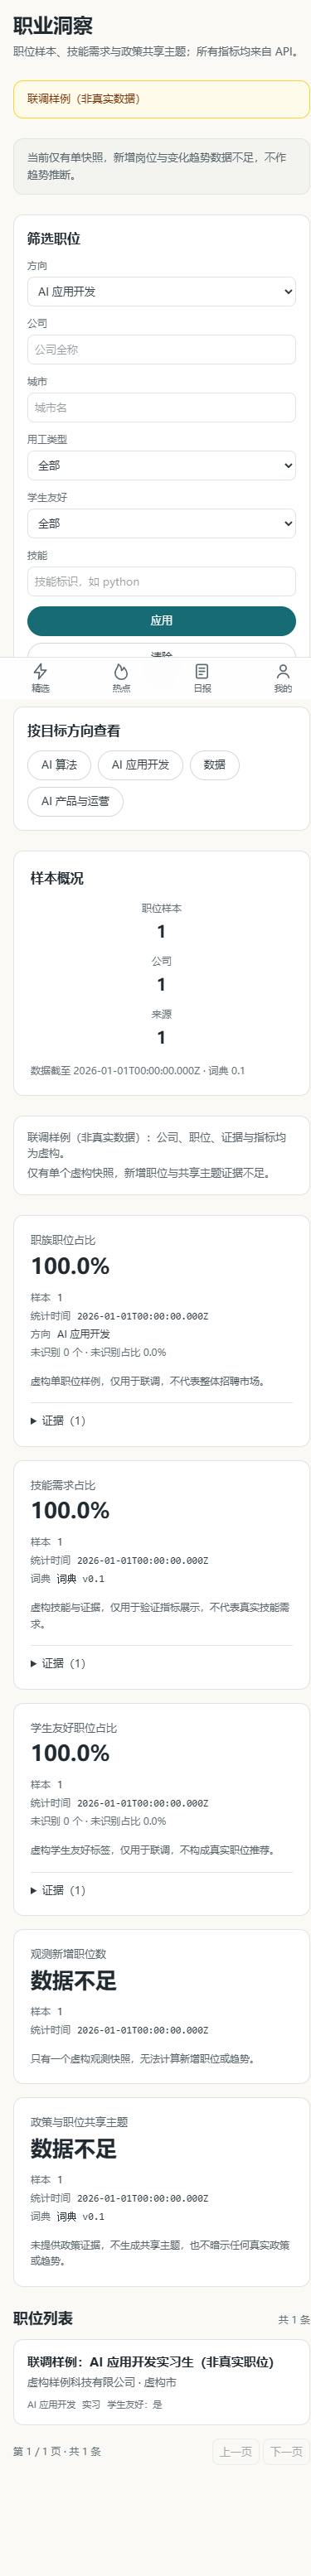 职业洞察
职位样本、技能需求与政策共享主题；所有指标均来自 API。
联调样例（非真实数据）
当前仅有单快照，新增岗位与变化趋势数据不足，不作
趋势推断。
筛选职位
方向
AI 应用开发
公司
公司全称
城市
城市名
用工类型
全部
学生友好
全部
技能
技能标识，如 python
应用
精选
热点
日报
我的
按目标方向查看
AI 算法
AI 应用开发
数据
AI 产品与运营
样本概况
职位样本
1
公司
1
来源
1
数据截至 2026-01-01T00:00:00.000Z · 词典 0.1
联调样例（非真实数据）：公司、职位、证据与指标均
为虚构。
仅有单个虚构快照，新增职位与共享主题证据不足。
职族职位占比
100.0%
样本 1
统计时间 2026-01-01T00:00:00.000Z
方向 AI 应用开发
未识别 0 个 · 未识别占比 0.0%
虚构单职位样例，仅用于联调，不代表整体招聘市场。
▶ 证据（1）
技能需求占比
100.0%
样本 1
统计时间 2026-01-01T00:00:00.000Z
词典 词典 v0.1
虚构技能与证据，仅用于验证指标展示，不代表真实技能需
求。
▶ 证据（1）
学生友好职位占比
100.0%
样本 1
统计时间 2026-01-01T00:00:00.000Z
未识别 0 个 · 未识别占比 0.0%
虚构学生友好标签，仅用于联调，不构成真实职位推荐。
▶ 证据（1）
观测新增职位数
数据不足
样本 1
统计时间 2026-01-01T00:00:00.000Z
只有一个虚构观测快照，无法计算新增职位或趋势。
政策与职位共享主题
数据不足
样本 1
统计时间 2026-01-01T00:00:00.000Z
词典 词典 v0.1
未提供政策证据，不生成共享主题，也不暗示任何真实政策
或趋势。
职位列表
共 1 条
联调样例：AI 应用开发实习生（非真实职位）
虚构样例科技有限公司 · 虚构市
AI 应用开发 实习 学生友好：是
第 1 / 1 页 · 共 1 条
上一页
下一页